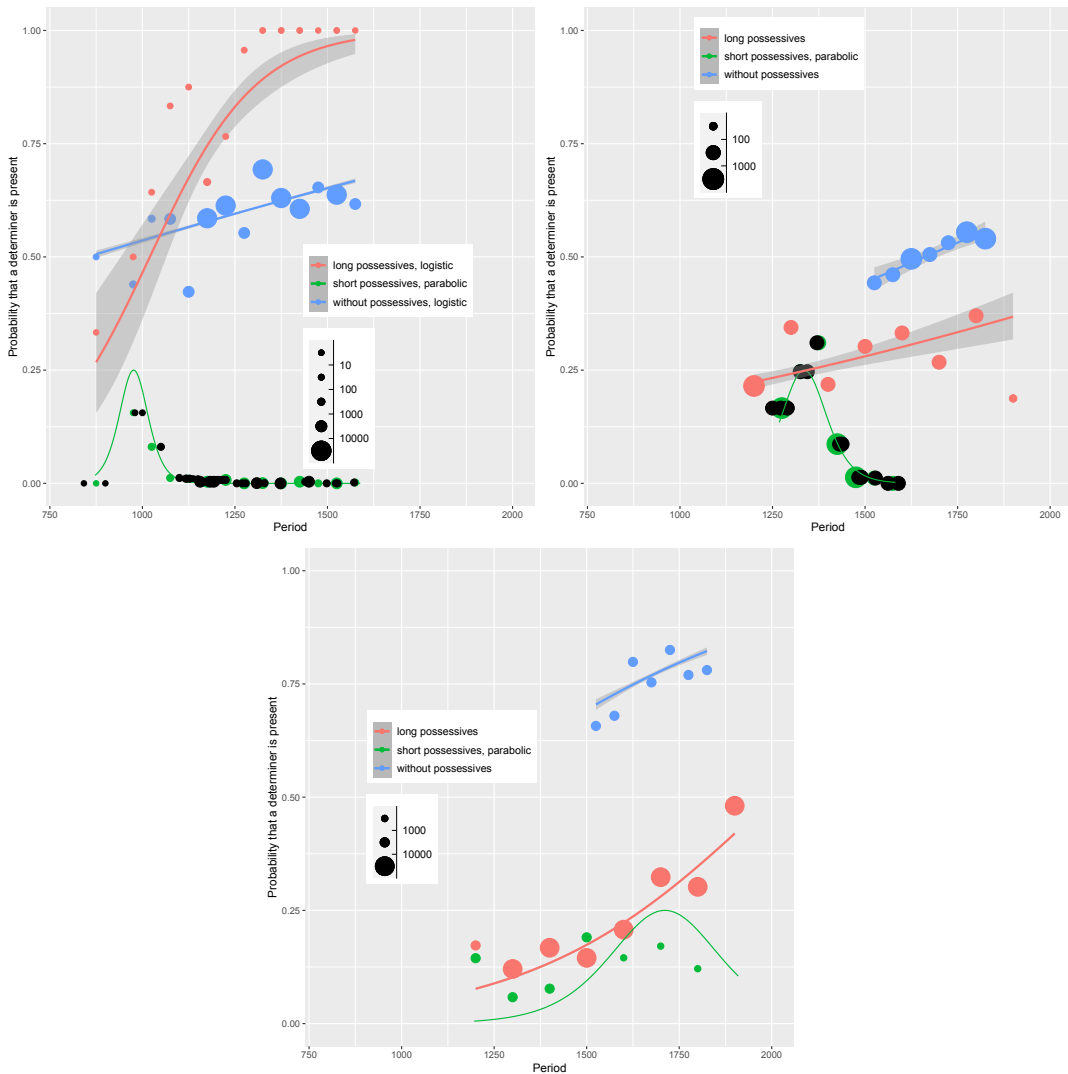 Probability that a determiner is present
1.00
0.75
0.50
0.25
0.00
long possessives, logistic
short possessives, parabolic
without possessives, logistic
10
100
1000
10000
750 1000 1250 1500 1750 2000
Period
Probability that a determiner is present
1.00
0.75
0.50
0.25
0.00
long possessives
short possessives, parabolic
without possessives
100
1000
750 1000 1250 1500 1750 2000
Period
Probability that a determiner is present
1.00
0.75
0.50
0.25
0.00
long possessives
short possessives, parabolic
without possessives
1000
10000
750 1000 1250 1500 1750 2000
Period